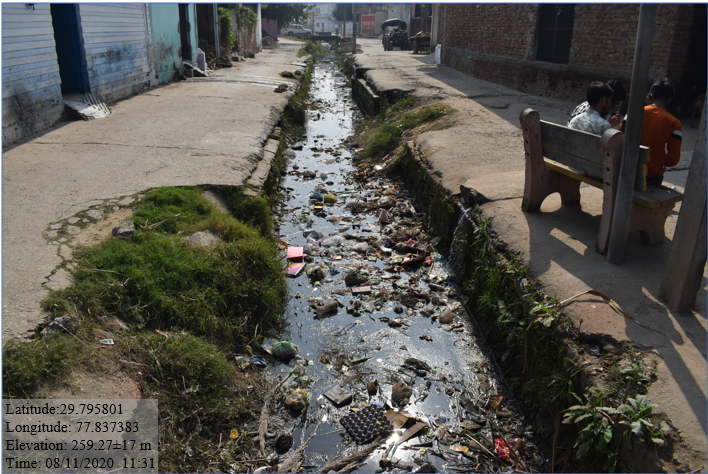 Latitude:29.795801
Longitude: 77.837383
Elevation: 259.27±17 m
Time: 08/11/2020 11:31